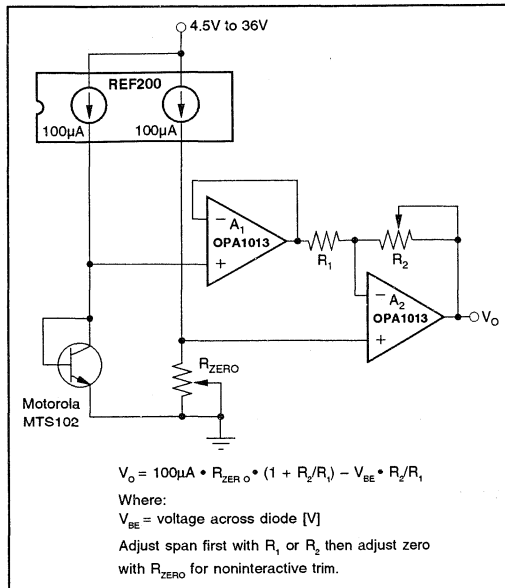 4.5V to 36V
REF200
100µA
100µA
− A1
OPA1013
+
R1
R2
− A2
OPA1013
+
VO
RZERO
Motorola
MTS102
VO = 100µA • RZERO • (1 + R2/R1) – VBE • R2/R1
Where:
VBE = voltage across diode [V]
Adjust span first with R1 or R2 then adjust zero
with RZERO for noninteractive trim.